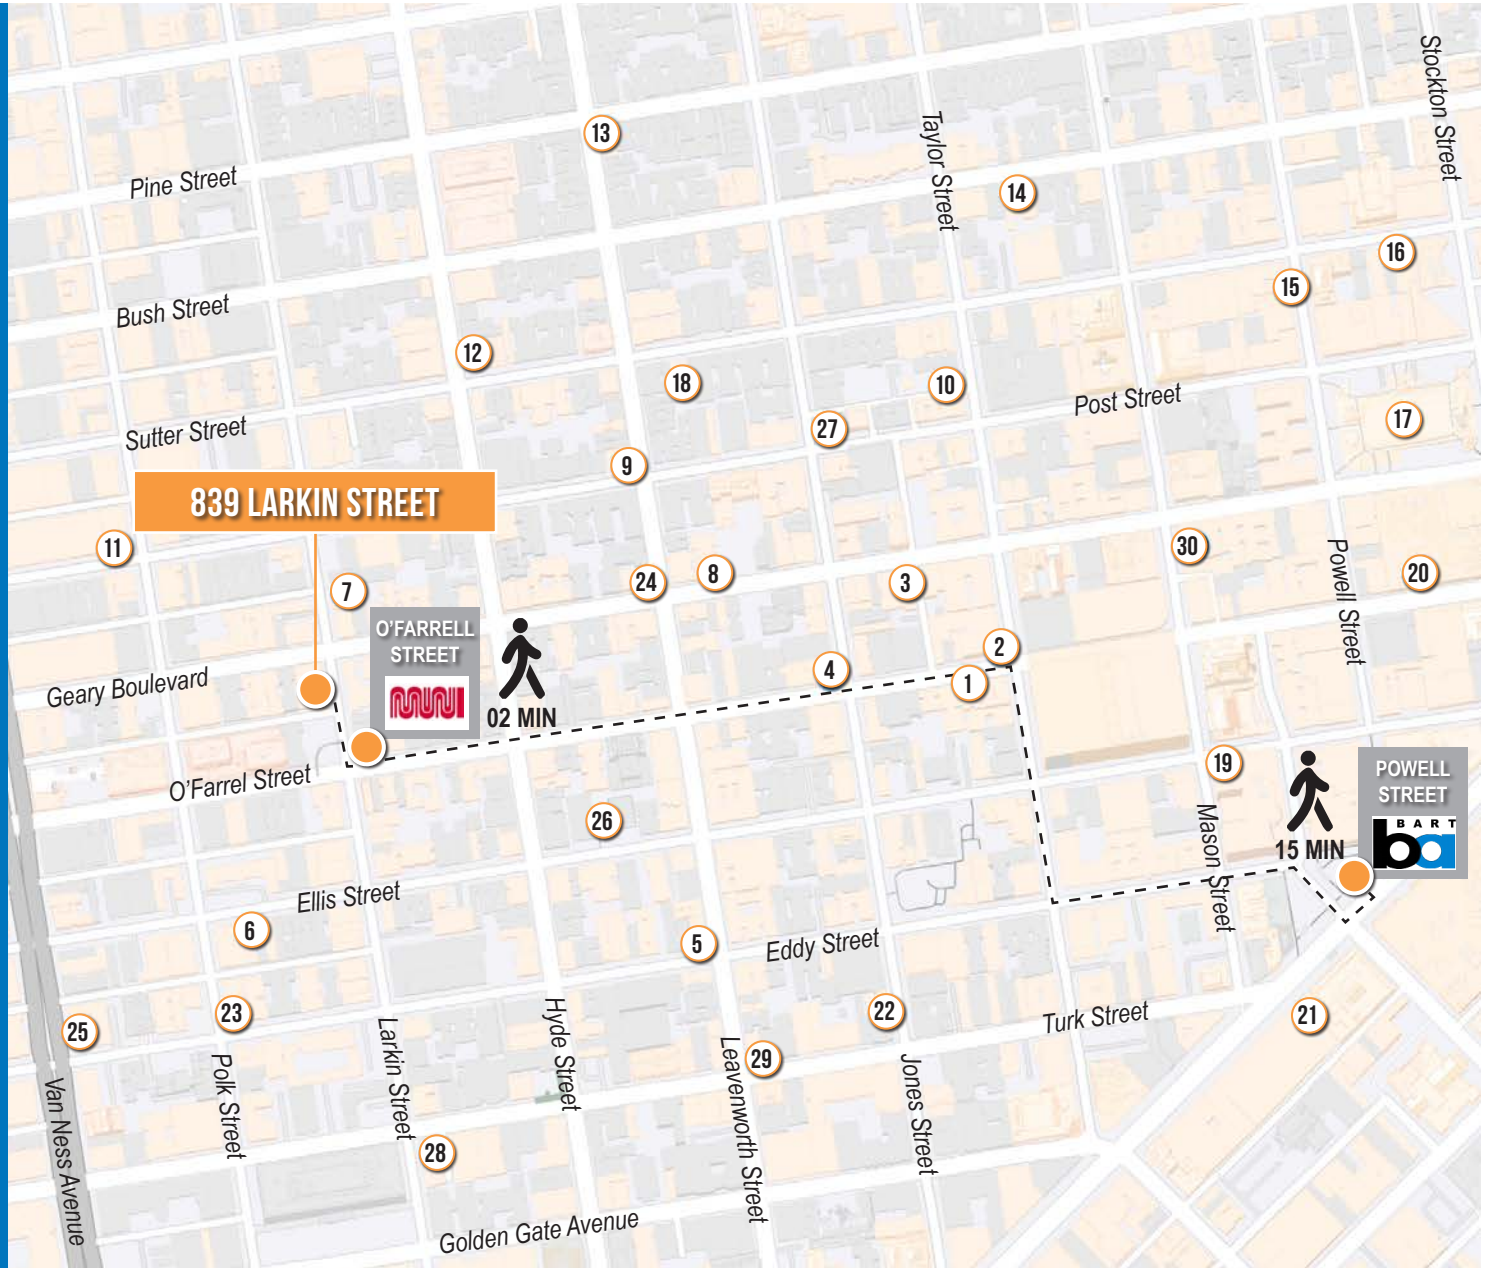 Stockton Street
13
Taylor Street
Pine Street
14
16
15
Bush Street
12
18
10
Post Street
17
Sutter Street
27
9
839 LARKIN STREET
11
30
Powell Street
20
7
24
8
3
O'FARRELL
STREET
muni
02 MIN
2
4
1
Geary Boulevard
O'Farrel Street
19
POWELL
STREET
BART
ba
15 MIN
Mason Street
26
Ellis Street
6
5
Eddy Street
23
25
22
Turk Street
21
Hyde Street
Larkin Street
Leavenworth Street
29
Jones Street
Polk Street
Van Ness Avenue
28
Golden Gate Avenue